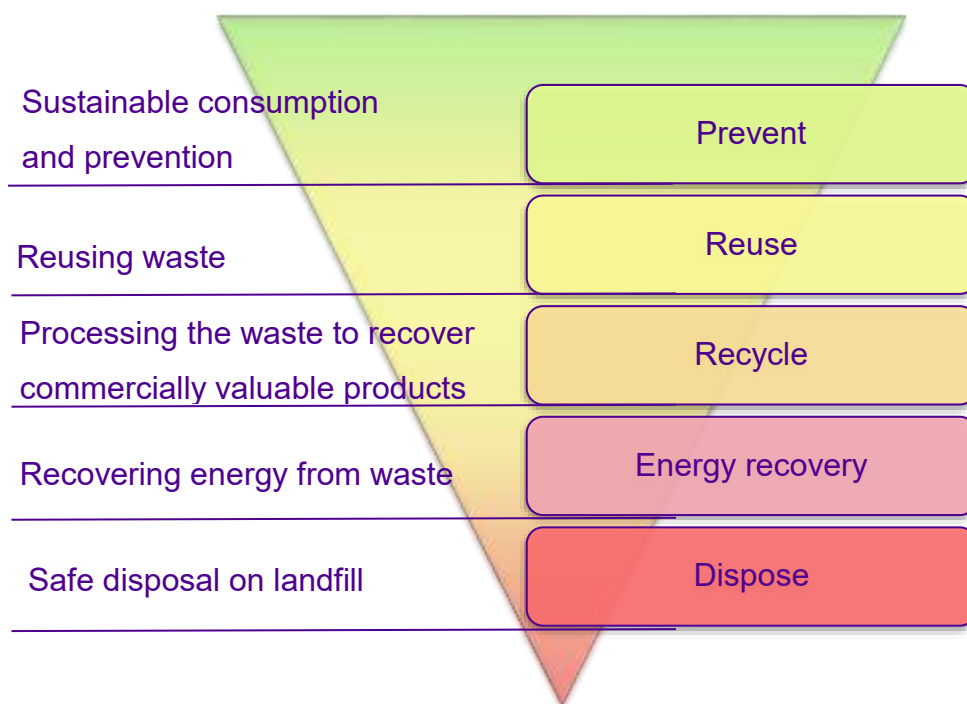 Sustainable consumption
and prevention
Prevent
Reusing waste
Reuse
Processing the waste to recover
commercially valuable products
Recycle
Recovering energy from waste
Energy recovery
Safe disposal on landfill
Dispose